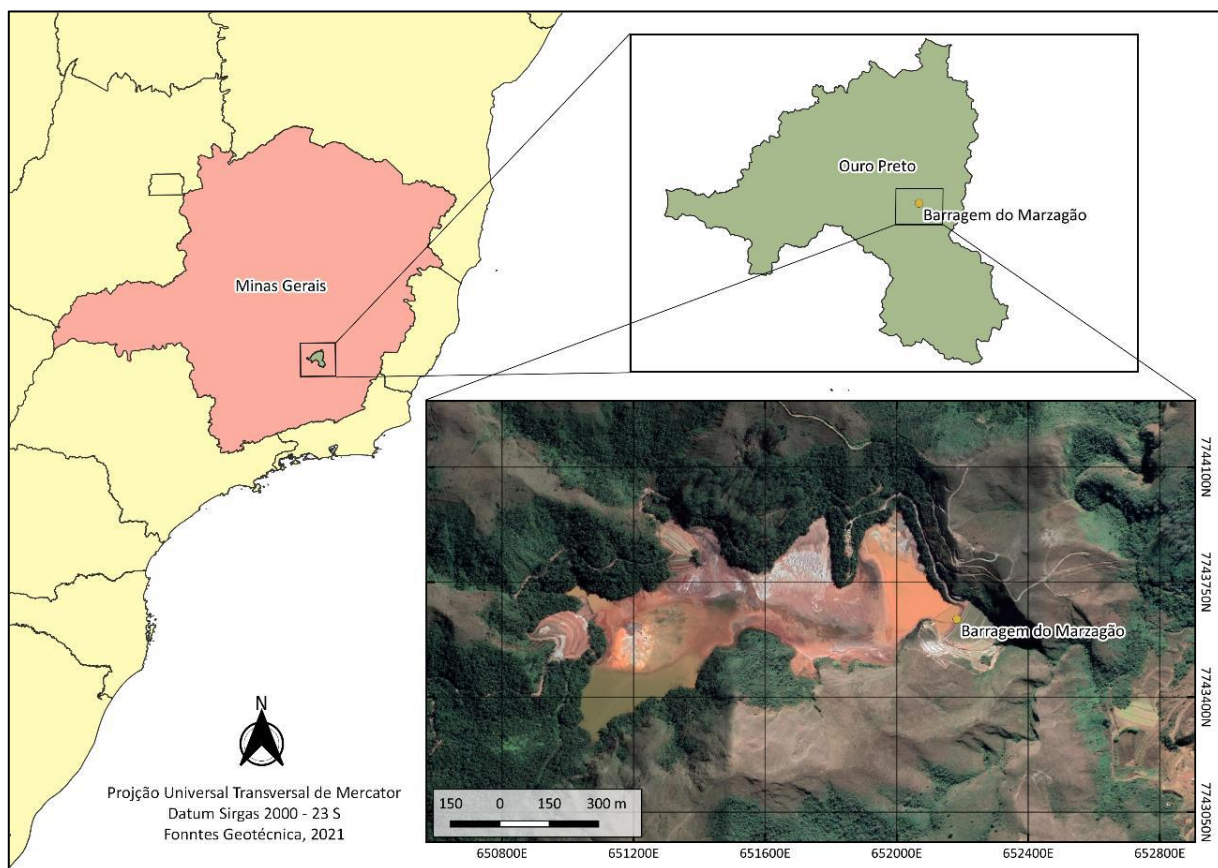 Ouro Preto
Barragem do Marzagão
Minas Gerais
Barragem do Marzagão
7744100N
7743750N
7743400N
7743050N
N
Projção Universal Transversal de Mercator
Datum Sirgas 2000 - 23 S
Fonntes Geotécnica, 2021
150 0 150 300 m
650800E 651200E 651600E 652000E 652400E 652800E